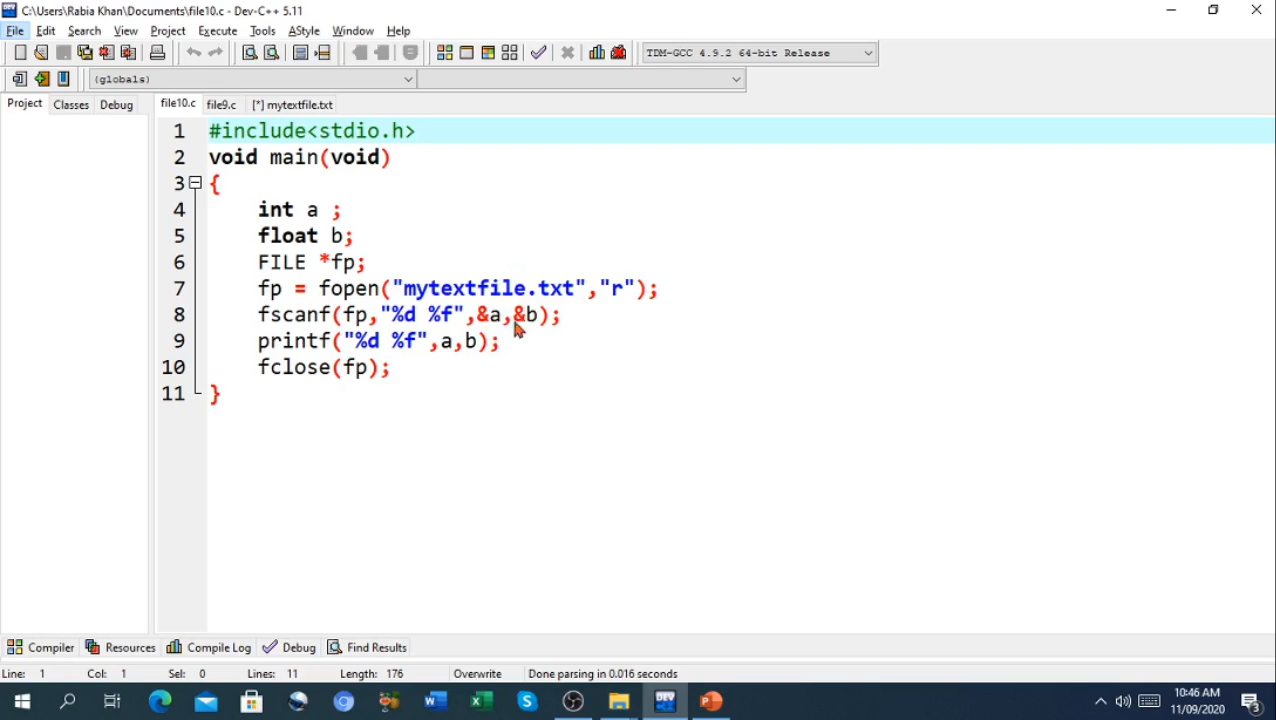 C:\Users\Rabia Khan\Documents\file10.c - Dev-C++ 5.11
File Edit Search View Project Execute Tools AStyle Window Help
TDM-GCC 4.9.2 64-bit Release
(globals)
Project Classes Debug file10.c file9.c [*] mytextfile.txt
1 #include<stdio.h>
2 void main(void)
3 {
4 int a ;
5 float b;
6 FILE *fp;
7 fp = fopen("mytextfile.txt","r");
8 fscanf(fp,"%d %f",&a,&b);
9 printf("%d %f",a,b);
10 fclose(fp);
11 }
Compiler Resources Compile Log Debug Find Results
Line: 1 Col: 1 Sel: 0 Lines: 11 Length: 176 Overwrite Done parsing in 0.016 seconds
10:46 AM
11/09/2020
3